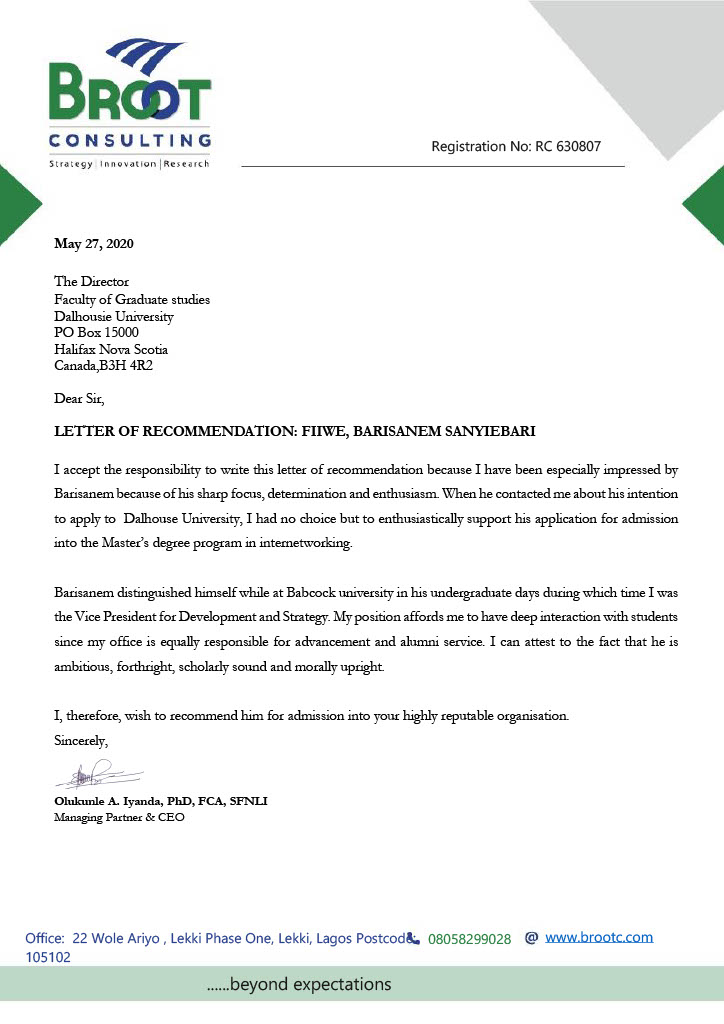 BROOT
CONSULTING
Strategy | Innovation | Research
Registration No: RC 630807
May 27, 2020
The Director
Faculty of Graduate studies
Dalhousie University
PO Box 15000
Halifax Nova Scotia
Canada,B3H 4R2
Dear Sir,
LETTER OF RECOMMENDATION: FIIWE, BARISANEM SANYIEBARI
I accept the responsibility to write this letter of recommendation because I have been especially impressed by
Barisanem because of his sharp focus, determination and enthusiasm. When he contacted me about his intention
to apply to  Dalhouse University, I had no choice but to enthusiastically support his application for admission
into the Master's degree program in internetworking.
Barisanem distinguished himself while at Babcock university in his undergraduate days during which time I was
the Vice President for Development and Strategy. My position affords me to have deep interaction with students
since my office is equally responsible for advancement and alumni service. I can attest to the fact that he is
ambitious, forthright, scholarly sound and morally upright.
I, therefore, wish to recommend him for admission into your highly reputable organisation.
Sincerely,
Olukunle A. Iyanda, PhD, FCA, SFNLI
Managing Partner & CEO
Office:  22 Wole Ariyo , Lekki Phase One, Lekki, Lagos Postcode: 08058299028 @ www.brootc.com
105102
......beyond expectations